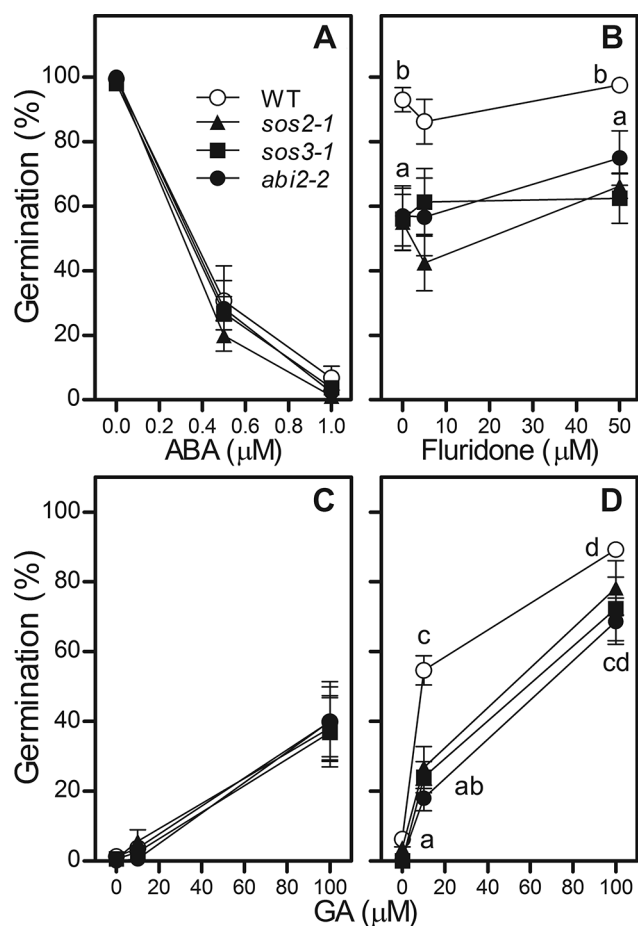 A
B
WT
sos2-1
sos3-1
abi2-2
b
b
a
a
Germination (%)
100
80
60
40
20
0
0.0 0.2 0.4 0.6 0.8 1.0
0 10 20 30 40 50
ABA (μM)
Fluridone (μM)
C
D
d
c
cd
ab
a
Germination (%)
100
80
60
40
20
0
0 20 40 60 80 100
0 20 40 60 80 100
GA (μM)